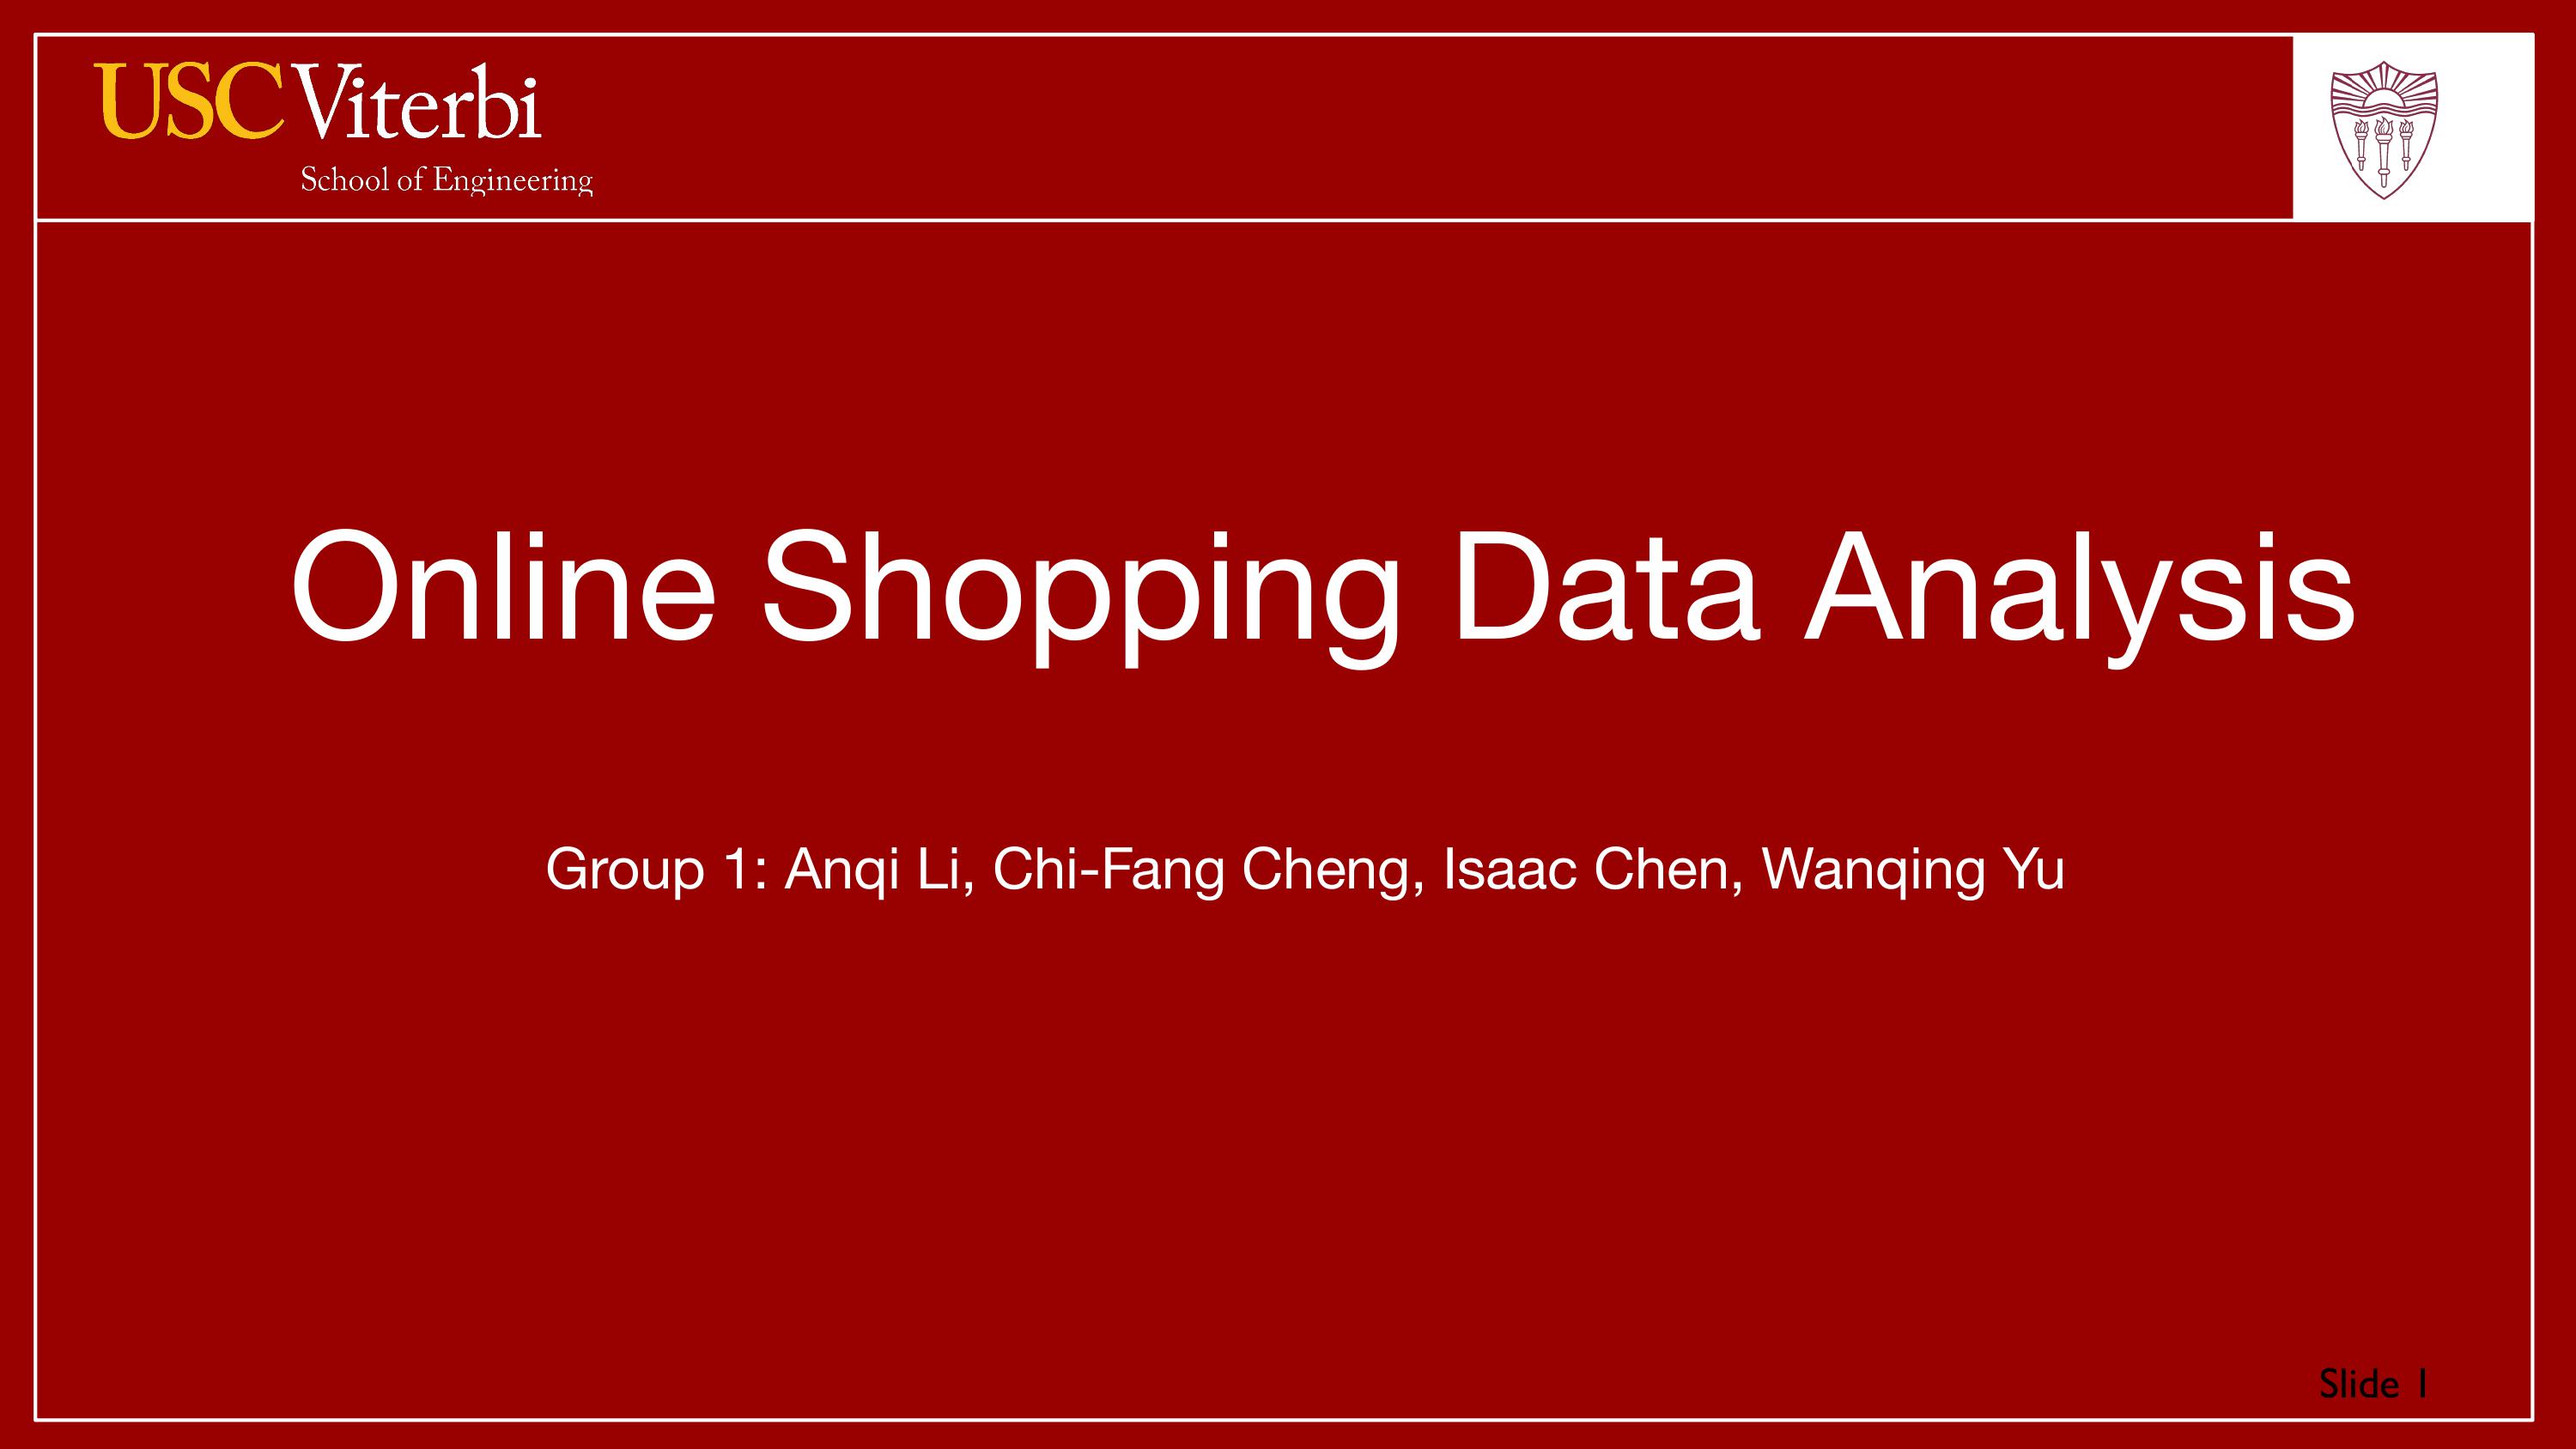 USC Viterbi
School of Engineering
Online Shopping Data Analysis
Group 1: Anqi Li, Chi-Fang Cheng, Isaac Chen, Wanqing Yu
Slide 1